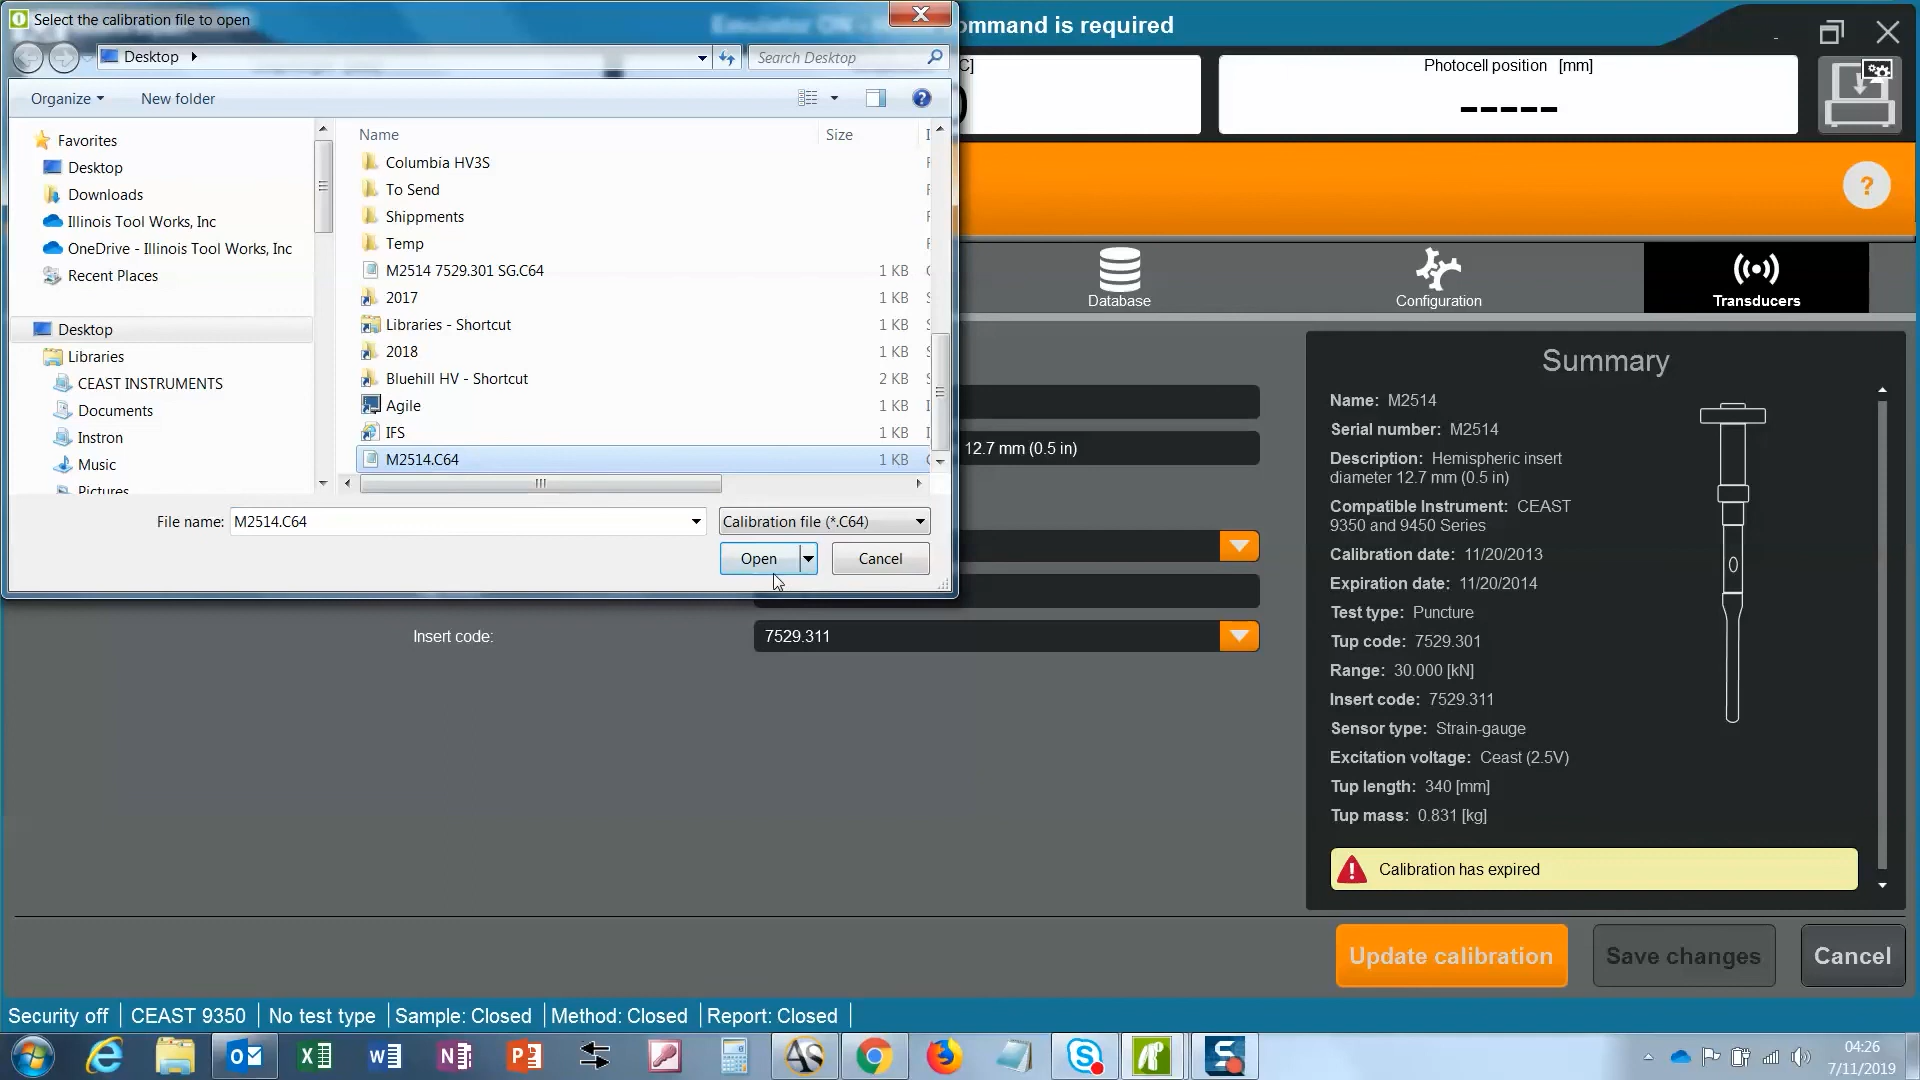 Select the calibration file to open
ommand is required
Desktop
Search Desktop
C]
Photocell position [mm]
-----
Organize
New folder
Favorites
Desktop
Downloads
Illinois Tool Works, Inc
OneDrive - Illinois Tool Works, Inc
Recent Places
Desktop
Libraries
CEAST INSTRUMENTS
Documents
Instron
Music
Pictures
Name Size
Columbia HV3S
To Send
Shippments
Temp
M2514 7529.301 SG.C64 1 KB
2017 1 KB
Libraries - Shortcut 1 KB
2018 1 KB
Bluehill HV - Shortcut 2 KB
Agile 1 KB
IFS 1 KB
M2514.C64 1 KB
File name: M2514.C64
Calibration file (*.C64)
Open
Cancel
?
Database
Configuration
Transducers
12.7 mm (0.5 in)
Insert code: 7529.311
Summary
Name: M2514
Serial number: M2514
Description: Hemispheric insert
diameter 12.7 mm (0.5 in)
Compatible Instrument: CEAST
9350 and 9450 Series
Calibration date: 11/20/2013
Expiration date: 11/20/2014
Test type: Puncture
Tup code: 7529.301
Range: 30.000 [kN]
Insert code: 7529.311
Sensor type: Strain-gauge
Excitation voltage: Ceast (2.5V)
Tup length: 340 [mm]
Tup mass: 0.831 [kg]
Calibration has expired
Update calibration
Save changes
Cancel
Security off CEAST 9350 No test type Sample: Closed Method: Closed Report: Closed
04:26
7/11/2019